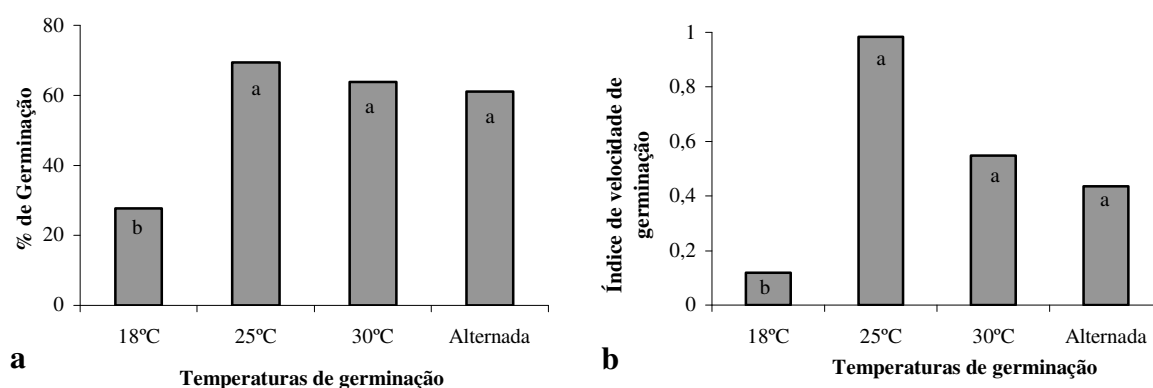 80
60
40
20
0
% de Germinação
b
a
a
a
18ºC
25ºC
30ºC
Alternada
Temperaturas de germinação
a
1
0,8
0,6
0,4
0,2
0
Índice de velocidade de
germinação
b
a
a
a
18ºC
25ºC
30ºC
Alternada
Temperaturas de germinação
b